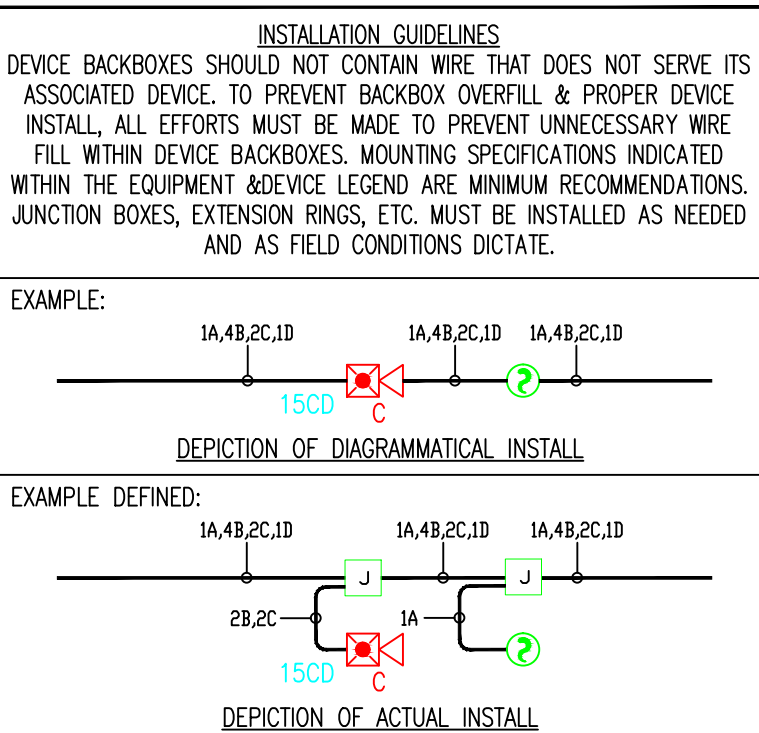 INSTALLATION GUIDELINES
DEVICE BACKBOXES SHOULD NOT CONTAIN WIRE THAT DOES NOT SERVE ITS
ASSOCIATED DEVICE. TO PREVENT BACKBOX OVERFILL & PROPER DEVICE
INSTALL, ALL EFFORTS MUST BE MADE TO PREVENT UNNECESSARY WIRE
FILL WITHIN DEVICE BACKBOXES. MOUNTING SPECIFICATIONS INDICATED
WITHIN THE EQUIPMENT &DEVICE LEGEND ARE MINIMUM RECOMMENDATIONS.
JUNCTION BOXES, EXTENSION RINGS, ETC. MUST BE INSTALLED AS NEEDED
AND AS FIELD CONDITIONS DICTATE.
EXAMPLE:
1A,4B,2C,1D 1A,4B,2C,1D 1A,4B,2C,1D
15CD C
DEPICTION OF DIAGRAMMATICAL INSTALL
EXAMPLE DEFINED:
1A,4B,2C,1D 1A,4B,2C,1D 1A,4B,2C,1D
J J
2B,2C 1A
15CD C
DEPICTION OF ACTUAL INSTALL